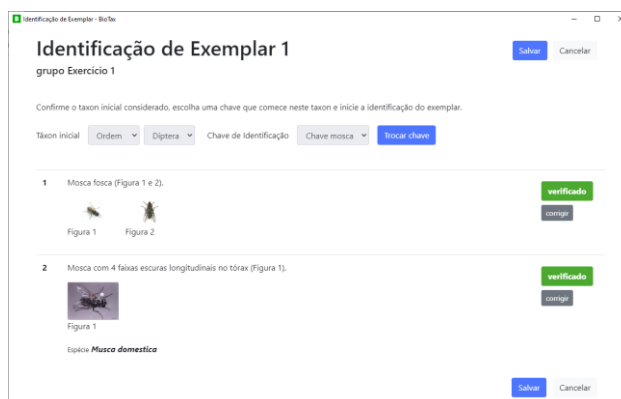 Identificação de Exemplar - BioTax
Identificação de Exemplar 1
Salvar Cancelar
grupo Exercício 1
Confirme o taxon inicial considerado, escolha uma chave que comece neste taxon e inicie a identificação do exemplar.
Táxon inicial Ordem Diptera Chave de Identificação Chave mosca Trocar chave
1 Mosca fosca (Figura 1 e 2). verificado
corrigir
Figura 1 Figura 2
2 Mosca com 4 faixas escuras longitudinais no tórax (Figura 1). verificado
corrigir
Figura 1
Espécie Musca domestica
Salvar Cancelar